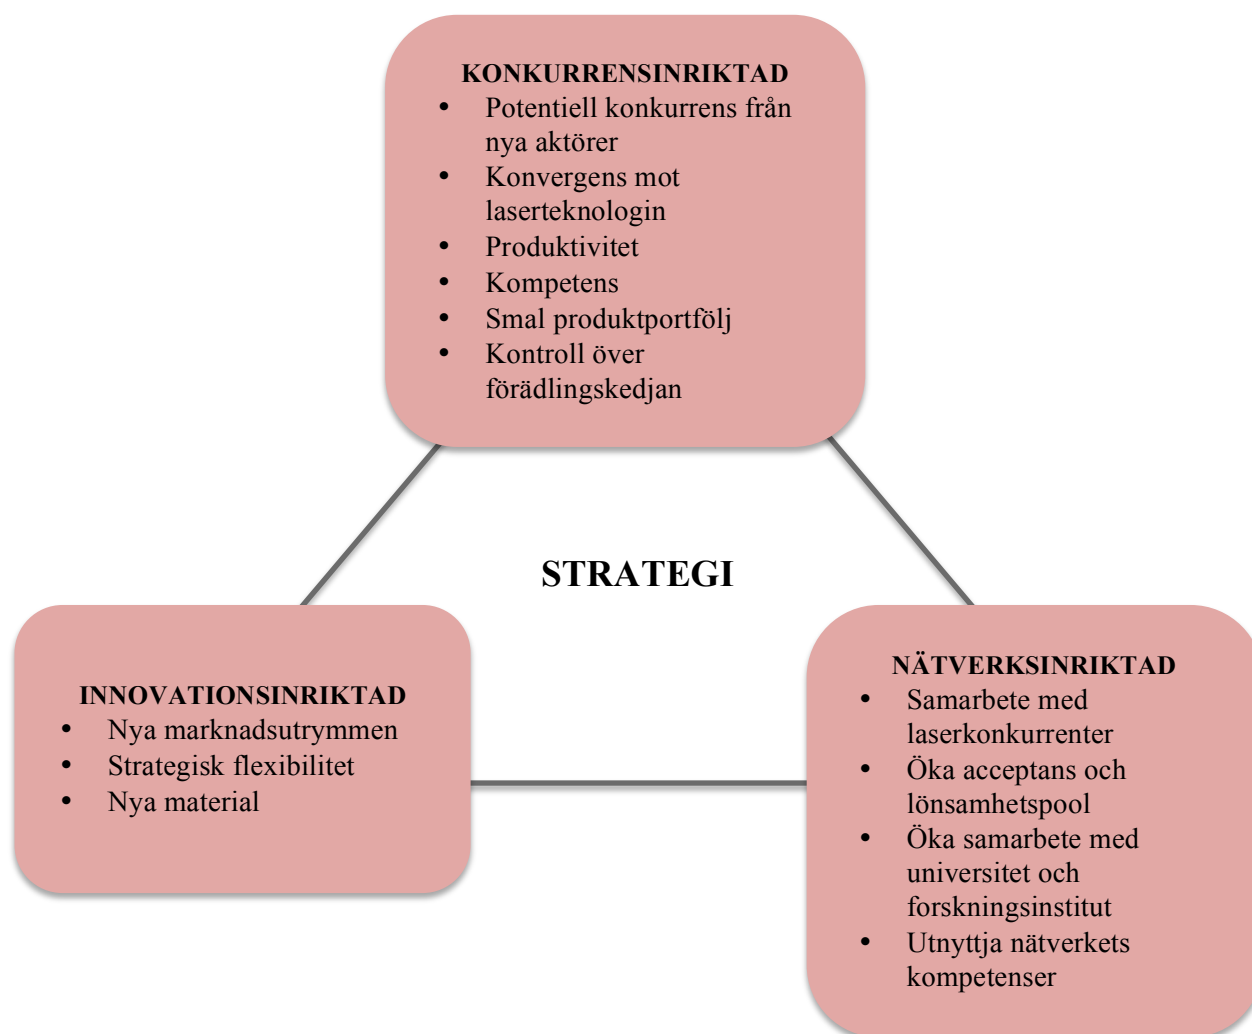 KONKURRENSINRIKTAD
• Potentiell konkurrens från
nya aktörer
• Konvergens mot
laserteknologin
• Produktivitet
• Kompetens
• Smal produktportfölj
• Kontroll över
förädlingskedjan
STRATEGI
INNOVATIONSINRIKTAD
• Nya marknadsutrymmen
• Strategisk flexibilitet
• Nya material
NÄTVERKSINRIKTAD
• Samarbete med
laserkonkurrenter
• Öka acceptans och
lönsamhetspool
• Öka samarbete med
universitet och
forskningsinstitut
• Utnyttja nätverkets
kompetenser